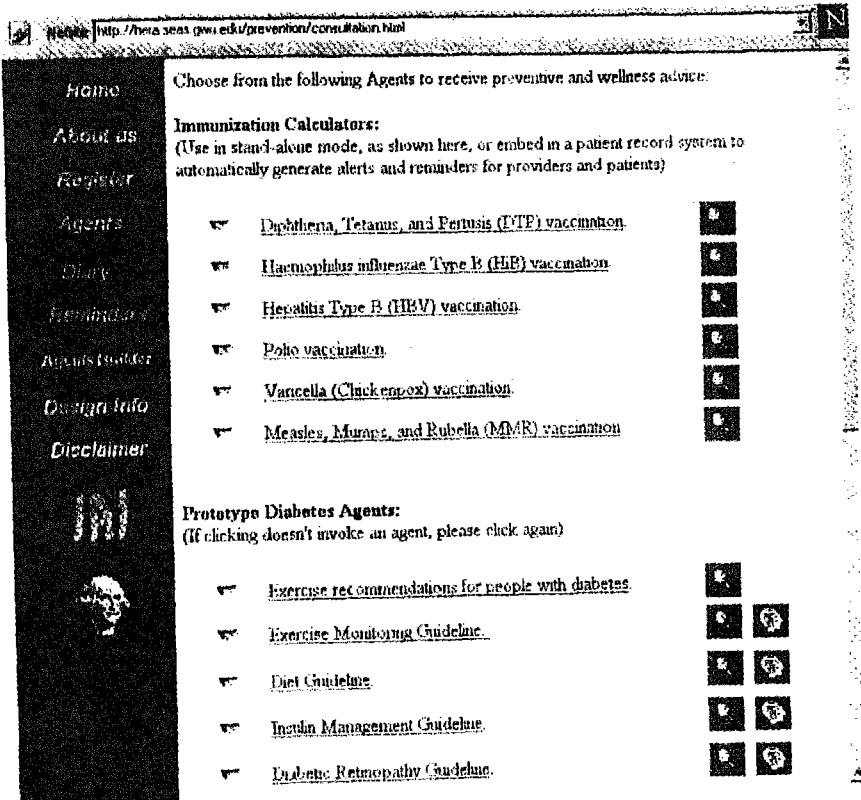 http://hera.seas.gwu.edu/prevention/consultation.html
N
Home
About us
Register
Agents
Diary
Reminders
Agents Builder
Design Info
Disclaimer
Choose from the following Agents to receive preventive and wellness advice:
Immunization Calculators:
(Use in stand-alone mode, as shown here, or embed in a patient record system to
automatically generate alerts and reminders for providers and patients)
Diphtheria, Tetanus, and Pertusis (DTP) vaccination.
Haemophilus influenzae Type B (HiB) vaccination.
Hepatitis Type B (HBV) vaccination.
Polio vaccination.
Varicella (Chickenpox) vaccination.
Measles, Mumps, and Rubella (MMR) vaccination
Prototype Diabetes Agents:
(If clicking doesn't invoke an agent, please click again)
Exercise recommendations for people with diabetes.
Exercise Monitoring Guideline.
Diet Guideline.
Insulin Management Guideline.
Diabetic Retinopathy Guideline.